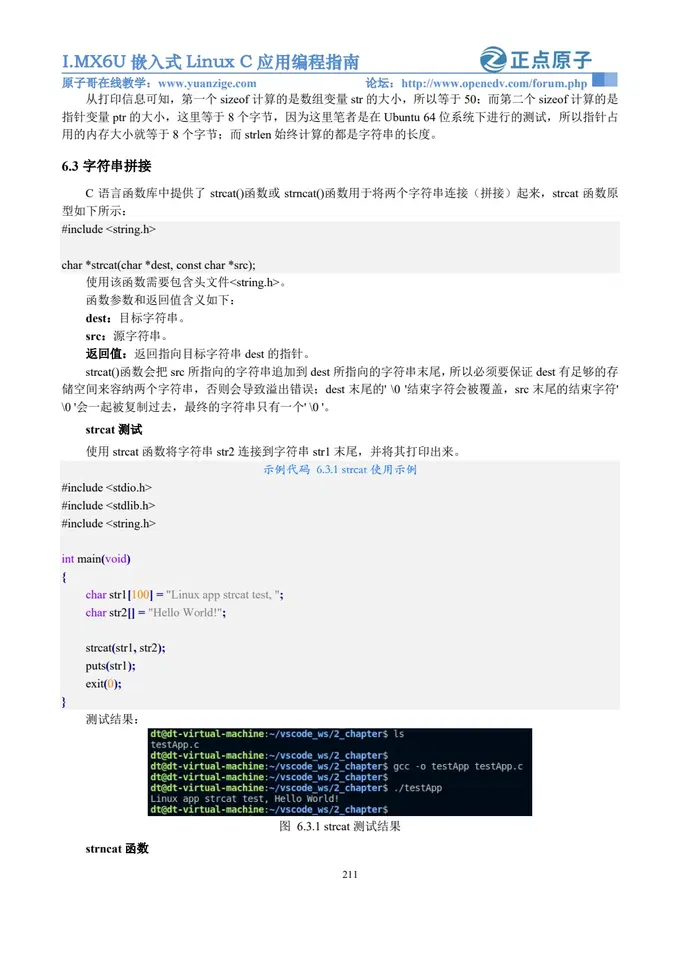 I.MX6U 嵌入式 Linux C 应用编程指南
正点原子
原子哥在线教学：www.yuanzige.com
论坛：http://www.openedv.com/forum.php
从打印信息可知，第一个 sizeof 计算的是数组变量 str 的大小，所以等于 50；而第二个 sizeof 计算的是
指针变量 ptr 的大小，这里等于 8 个字节，因为这里笔者是在 Ubuntu 64 位系统下进行的测试，所以指针占
用的内存大小就等于 8 个字节；而 strlen 始终计算的都是字符串的长度。
6.3 字符串拼接
C 语言函数库中提供了 strcat()函数或 strncat()函数用于将两个字符串连接（拼接）起来，strcat 函数原
型如下所示：
#include <string.h>
char *strcat(char *dest, const char *src);
使用该函数需要包含头文件<string.h>。
函数参数和返回值含义如下：
dest：目标字符串。
src：源字符串。
返回值：返回指向目标字符串 dest 的指针。
strcat()函数会把 src 所指向的字符串追加到 dest 所指向的字符串末尾，所以必须要保证 dest 有足够的存
储空间来容纳两个字符串，否则会导致溢出错误；dest 末尾的' \0 '结束字符会被覆盖，src 末尾的结束字符'
\0 '会一起被复制过去，最终的字符串只有一个' \0 '。
strcat 测试
使用 strcat 函数将字符串 str2 连接到字符串 str1 末尾，并将其打印出来。
示例代码 6.3.1 strcat 使用示例
#include <stdio.h>
#include <stdlib.h>
#include <string.h>
int main(void)
{
char str1[100] = "Linux app strcat test, ";
char str2[] = "Hello World!";
strcat(str1, str2);
puts(str1);
exit(0);
}
测试结果：
dt@dt-virtual-machine:~/vscode_ws/2_chapter$ ls
testApp.c
dt@dt-virtual-machine:~/vscode_ws/2_chapter$
dt@dt-virtual-machine:~/vscode_ws/2_chapter$ gcc -o testApp testApp.c
dt@dt-virtual-machine:~/vscode_ws/2_chapter$
dt@dt-virtual-machine:~/vscode_ws/2_chapter$ ./testApp
Linux app strcat test, Hello World!
dt@dt-virtual-machine:~/vscode_ws/2_chapter$
图 6.3.1 strcat 测试结果
strncat 函数
211